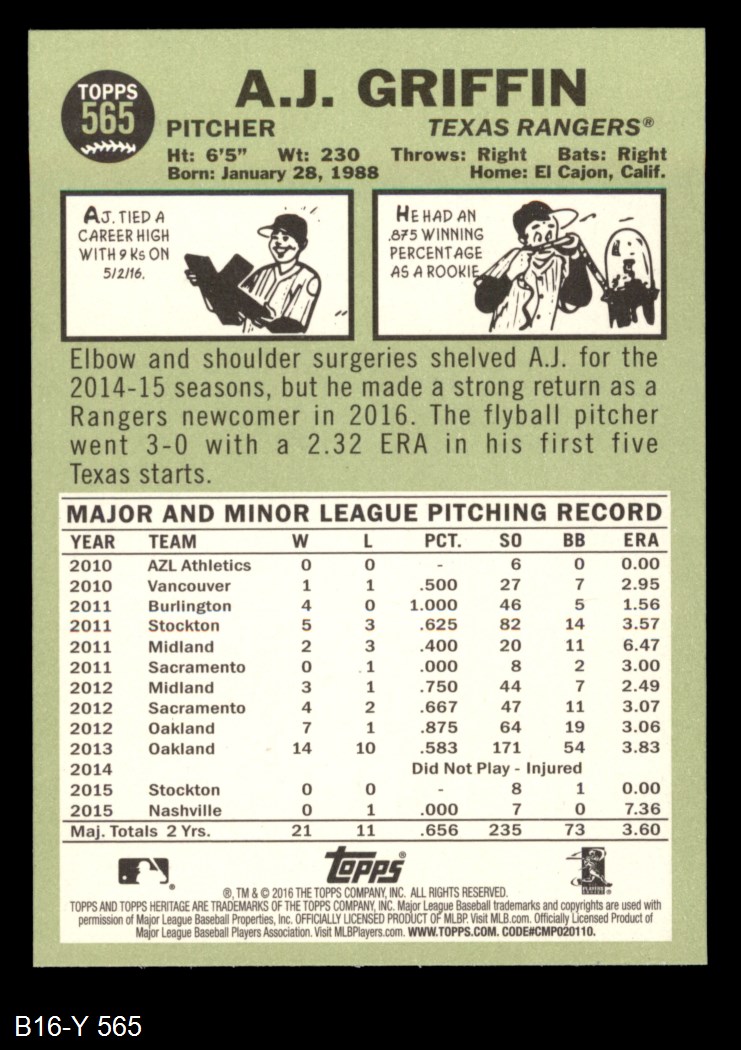 TOPPS
565
A.J. GRIFFIN
PITCHER TEXAS RANGERS®
Ht: 6'5" Wt: 230 Throws: Right Bats: Right
Born: January 28, 1988 Home: El Cajon, Calif.
A.J. TIED A
CAREER HIGH
WITH 9 Ks ON
5/2/16.
HE HAD AN
.875 WINNING
PERCENTAGE
AS A ROOKIE.
Elbow and shoulder surgeries shelved A.J. for the
2014-15 seasons, but he made a strong return as a
Rangers newcomer in 2016. The flyball pitcher
went 3-0 with a 2.32 ERA in his first five
Texas starts.
MAJOR AND MINOR LEAGUE PITCHING RECORD
YEAR TEAM W L PCT. SO BB ERA
2010 AZL Athletics 0 0 - 6 0 0.00
2010 Vancouver 1 1 .500 27 7 2.95
2011 Burlington 4 0 1.000 46 5 1.56
2011 Stockton 5 3 .625 82 14 3.57
2011 Midland 2 3 .400 20 11 6.47
2011 Sacramento 0 1 .000 8 2 3.00
2012 Midland 3 1 .750 44 7 2.49
2012 Sacramento 4 2 .667 47 11 3.07
2012 Oakland 7 1 .875 64 19 3.06
2013 Oakland 14 10 .583 171 54 3.83
2014 Did Not Play - Injured
2015 Stockton 0 0 - 8 1 0.00
2015 Nashville 0 1 .000 7 0 7.36
Maj. Totals 2 Yrs. 21 11 .656 235 73 3.60
Topps®
®, TM & © 2016 THE TOPPS COMPANY, INC. ALL RIGHTS RESERVED.
TOPPS AND TOPPS HERITAGE ARE TRADEMARKS OF THE TOPPS COMPANY, INC. Major League Baseball trademarks and copyrights are used with
permission of Major League Baseball Properties, Inc. OFFICIALLY LICENSED PRODUCT OF MLBP. Visit MLB.com. Officially Licensed Product of
Major League Baseball Players Association. Visit MLBPlayers.com. WWW.TOPPS.COM. CODE#CMP020110.
B16-Y 565